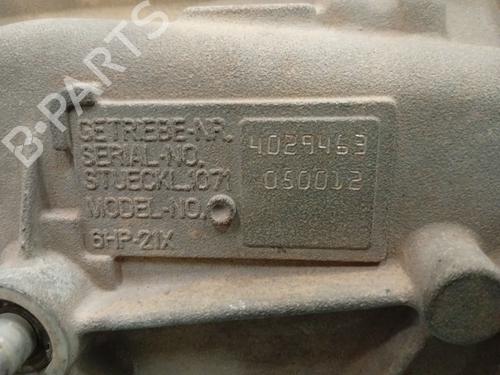 B-PARTS
GETRIEBE-NR.
SERIAL-NO. 4029463
STUECKL.1071 050012
MODEL-NO.
6HP-21X